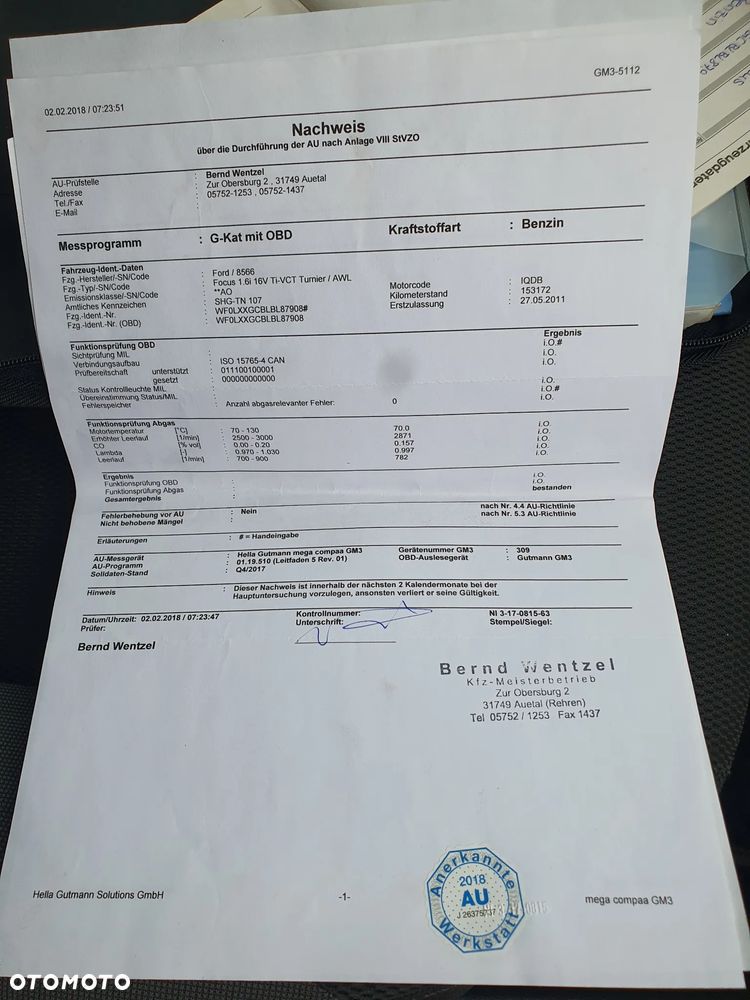 GM3-5112
02.02.2018 / 07:23:51
Nachweis
über die Durchführung der AU nach Anlage VIII StVZO
AU-Prüfstelle : Bernd Wentzel
Adresse : Zur Obersburg 2 , 31749 Auetal
Tel./Fax : 05752-1253 , 05752-1437
E-Mail :
Messprogramm : G-Kat mit OBD Kraftstoffart : Benzin
Fahrzeug-Ident.-Daten
Fzg.-Hersteller/-SN/Code : Ford / 8566
Fzg.-Typ/-SN/Code : Focus 1.6i 16V Ti-VCT Turnier / AWL Motorcode : IQDB
Emissionsklasse/-SN/Code : **AO Kilometerstand : 153172
Amtliches Kennzeichen : SHG-TN 107 Erstzulassung : 27.05.2011
Fzg.-Ident.-Nr. : WF0LXXGCBLBL87908#
Fzg.-Ident.-Nr. (OBD) : WF0LXXGCBLBL87908
Funktionsprüfung OBD Ergebnis
Sichtprüfung MIL : i.O.#
Verbindungsaufbau : ISO 15765-4 CAN i.O.
Prüfbereitschaft unterstützt : 011100100001 i.O.
gesetzt : 000000000000
Status Kontrollleuchte MIL : i.O.
Übereinstimmung Status/MIL : i.O.#
Fehlerspeicher : Anzahl abgasrelevanter Fehler: 0 i.O.
Funktionsprüfung Abgas
Motortemperatur [°C] : 70 - 130 70.0 i.O.
Erhöhter Leerlauf [1/min] : 2500 - 3000 2871 i.O.
CO [% vol] : 0.00 - 0.20 0.157 i.O.
Lambda [-] : 0.970 - 1.030 0.997 i.O.
Leerlauf [1/min] : 700 - 900 782 i.O.
Ergebnis
Funktionsprüfung OBD : i.O.
Funktionsprüfung Abgas : i.O.
Gesamtergebnis : bestanden
Fehlerbehebung vor AU : Nein nach Nr. 4.4 AU-Richtlinie
Nicht behobene Mängel : nach Nr. 5.3 AU-Richtlinie
Erläuterungen : # = Handeingabe
AU-Messgerät : Hella Gutmann mega compaa GM3 Gerätenummer GM3 : 309
AU-Programm : 01.19.510 (Leitfaden 5 Rev. 01) OBD-Auslesegerät : Gutmann GM3
Solldaten-Stand : Q4/2017
Hinweis : Dieser Nachweis ist innerhalb der nächsten 2 Kalendermonate bei der
Hauptuntersuchung vorzulegen, ansonsten verliert er seine Gültigkeit.
Datum/Uhrzeit: 02.02.2018 / 07:23:47 Kontrollnummer: NI 3-17-0815-63
Prüfer: Unterschrift: Stempel/Siegel:
Bernd Wentzel
Bernd Wentzel
Kfz-Meisterbetrieb
Zur Obersburg 2
31749 Auetal (Rehren)
Tel 05752 / 1253 Fax 1437
Anerkannte
2018
AU
Werkstatt
Hella Gutmann Solutions GmbH -1- mega compaa GM3
OTOMOTO